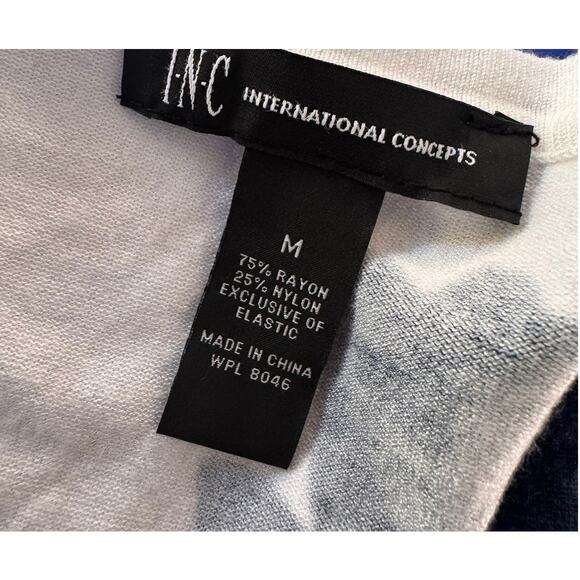 I·N·C INTERNATIONAL CONCEPTS
M
75% RAYON
25% NYLON
EXCLUSIVE OF
ELASTIC
MADE IN CHINA
WPL 8046